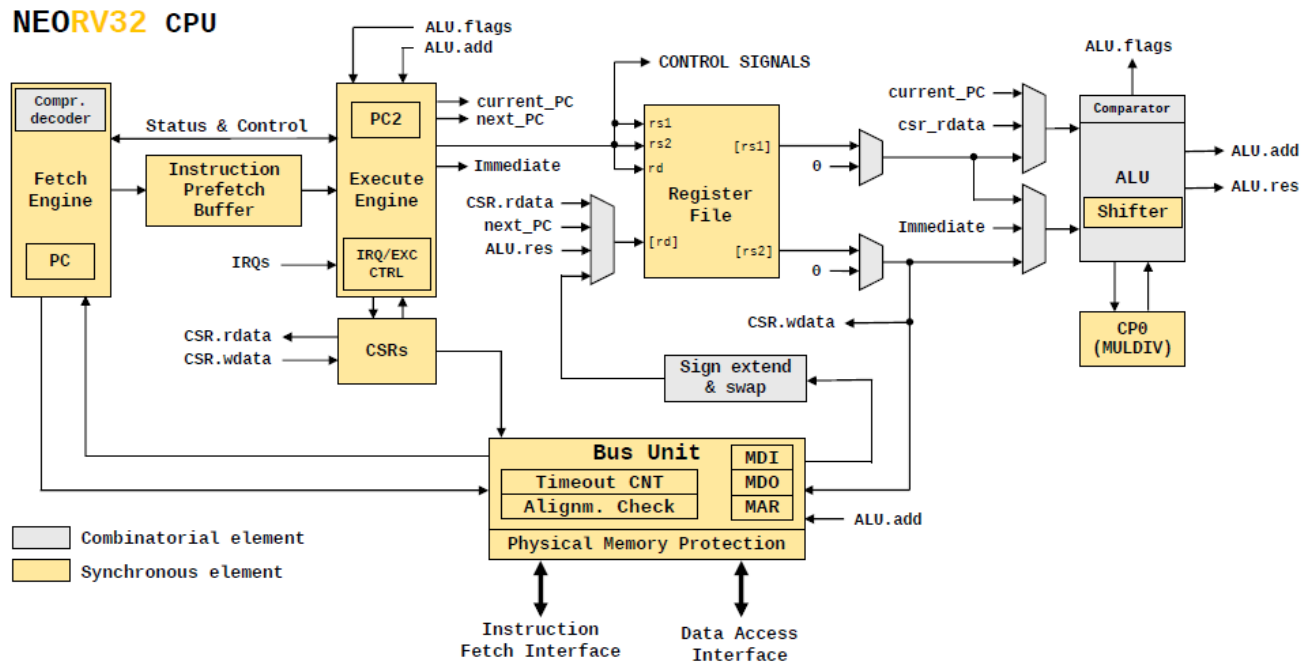 NEORV32 CPU
ALU.flags
ALU.add
Compr.
decoder
Fetch
Engine
PC
Status & Control
Instruction
Prefetch
Buffer
PC2
Execute
Engine
IRQ/EXC
CTRL
IRQs
current_PC
next_PC
Immediate
CSR.rdata
CSR.wdata
CSRs
CONTROL SIGNALS
rs1
rs2
rd
[rs1]
Register
File
[rd]
[rs2]
CSR.rdata
next_PC
ALU.res
0
0
CSR.wdata
Sign extend
& swap
current_PC
csr_rdata
Immediate
ALU.flags
Comparator
ALU
Shifter
ALU.add
ALU.res
CP0
(MULDIV)
Bus Unit
Timeout CNT
Alignm. Check
MDI
MDO
MAR
ALU.add
Physical Memory Protection
Instruction
Fetch Interface
Data Access
Interface
Combinatorial element
Synchronous element